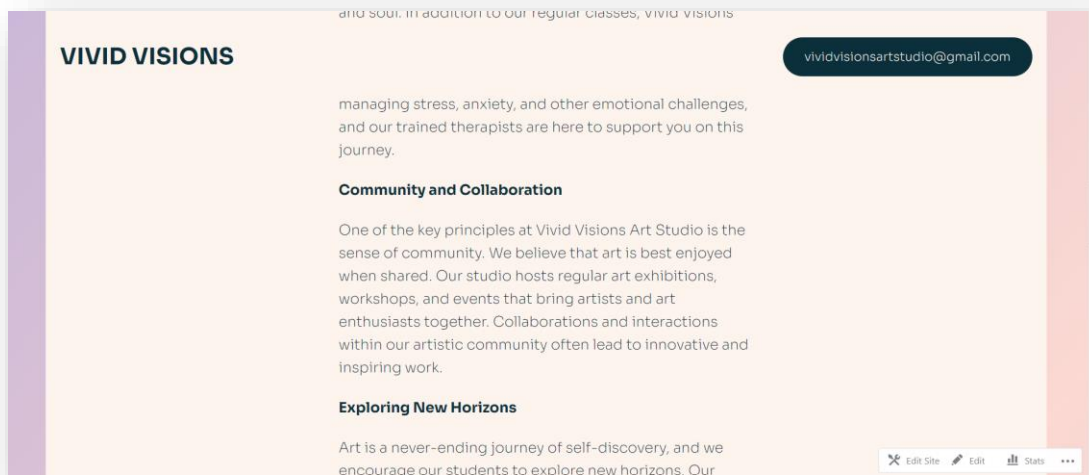 and soul. In addition to our regular classes, Vivid Visions
VIVID VISIONS
vividvisionsartstudio@gmail.com
managing stress, anxiety, and other emotional challenges,
and our trained therapists are here to support you on this
journey.
Community and Collaboration
One of the key principles at Vivid Visions Art Studio is the
sense of community. We believe that art is best enjoyed
when shared. Our studio hosts regular art exhibitions,
workshops, and events that bring artists and art
enthusiasts together. Collaborations and interactions
within our artistic community often lead to innovative and
inspiring work.
Exploring New Horizons
Art is a never-ending journey of self-discovery, and we
encourage our students to explore new horizons. Our
Edit Site Edit Stats